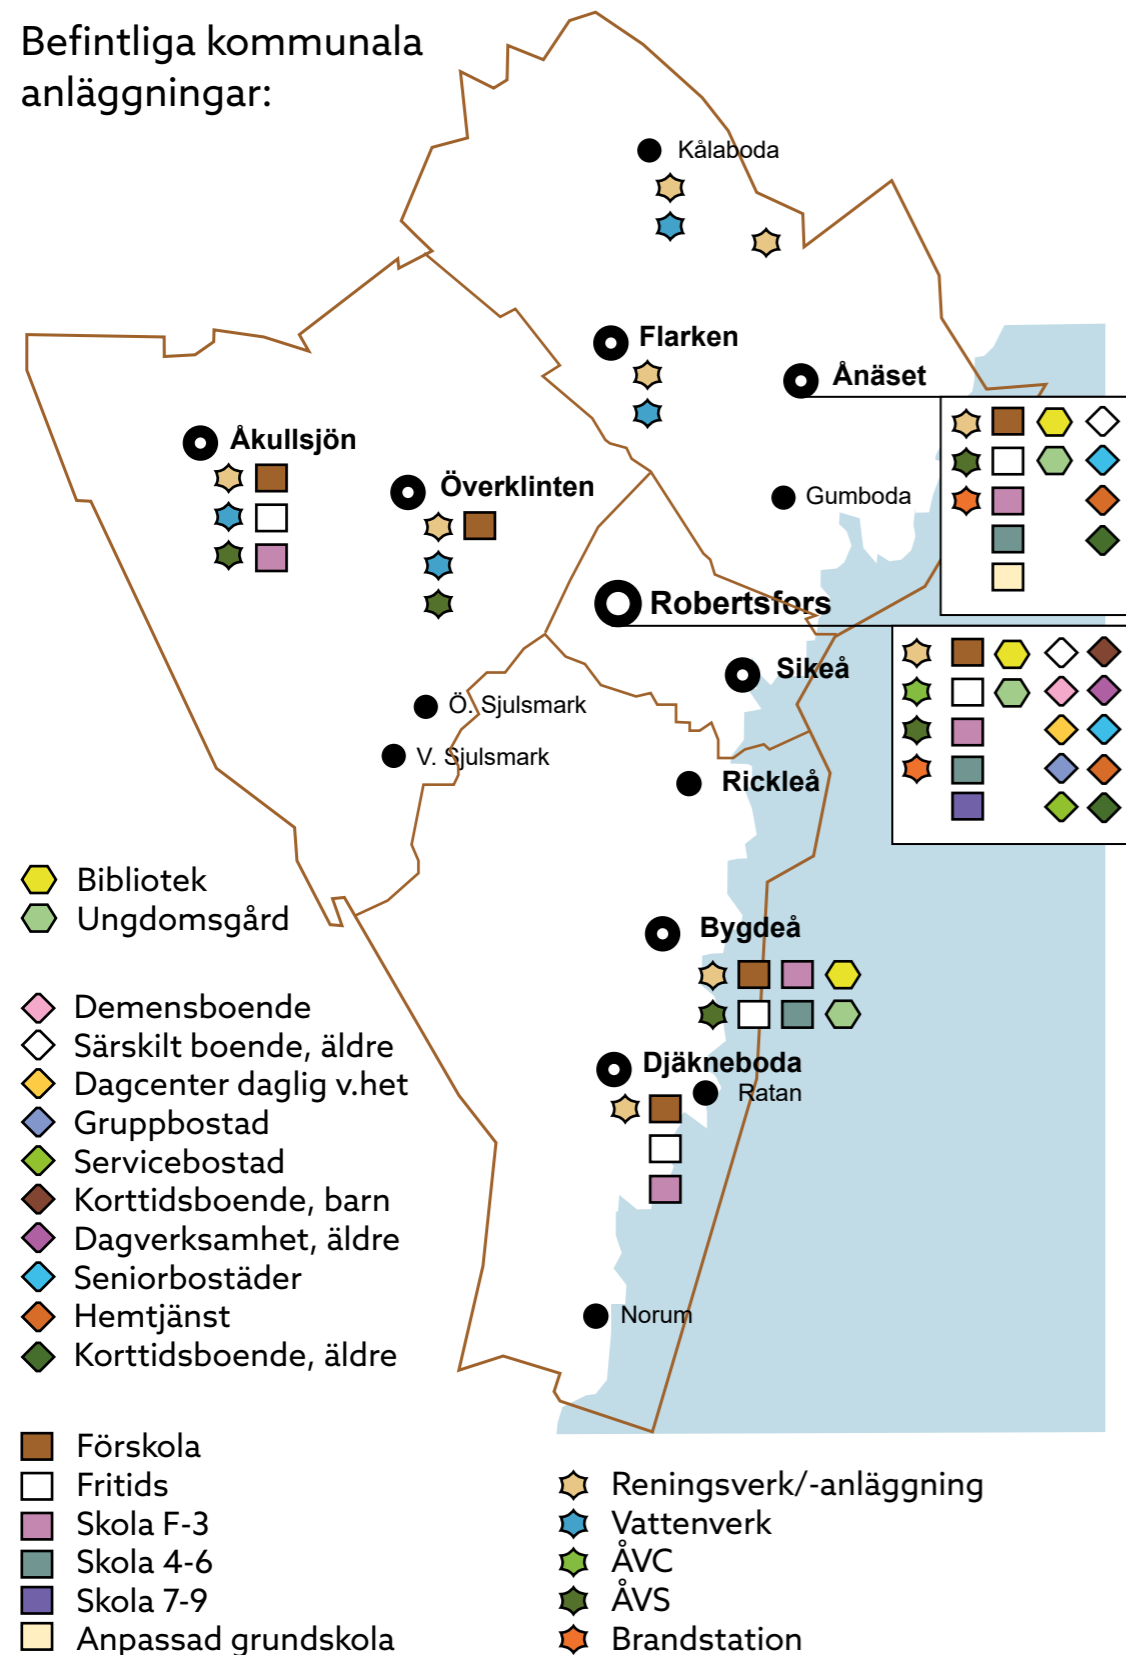 Befintliga kommunala
anläggningar:
Kålaboda
Flarken
Ånäset
Åkullsjön
Överklinten
Gumboda
Robertsfors
Sikeå
Ö. Sjulsmark
V. Sjulsmark
Rickleå
Bygdeå
Djäkneboda
Ratan
Norum
Bibliotek
Ungdomsgård
Demensboende
Särskilt boende, äldre
Dagcenter daglig v.het
Gruppbostad
Servicebostad
Korttidsboende, barn
Dagverksamhet, äldre
Seniorbostäder
Hemtjänst
Korttidsboende, äldre
Förskola
Fritids
Skola F-3
Skola 4-6
Skola 7-9
Anpassad grundskola
Reningsverk/-anläggning
Vattenverk
ÅVC
ÅVS
Brandstation